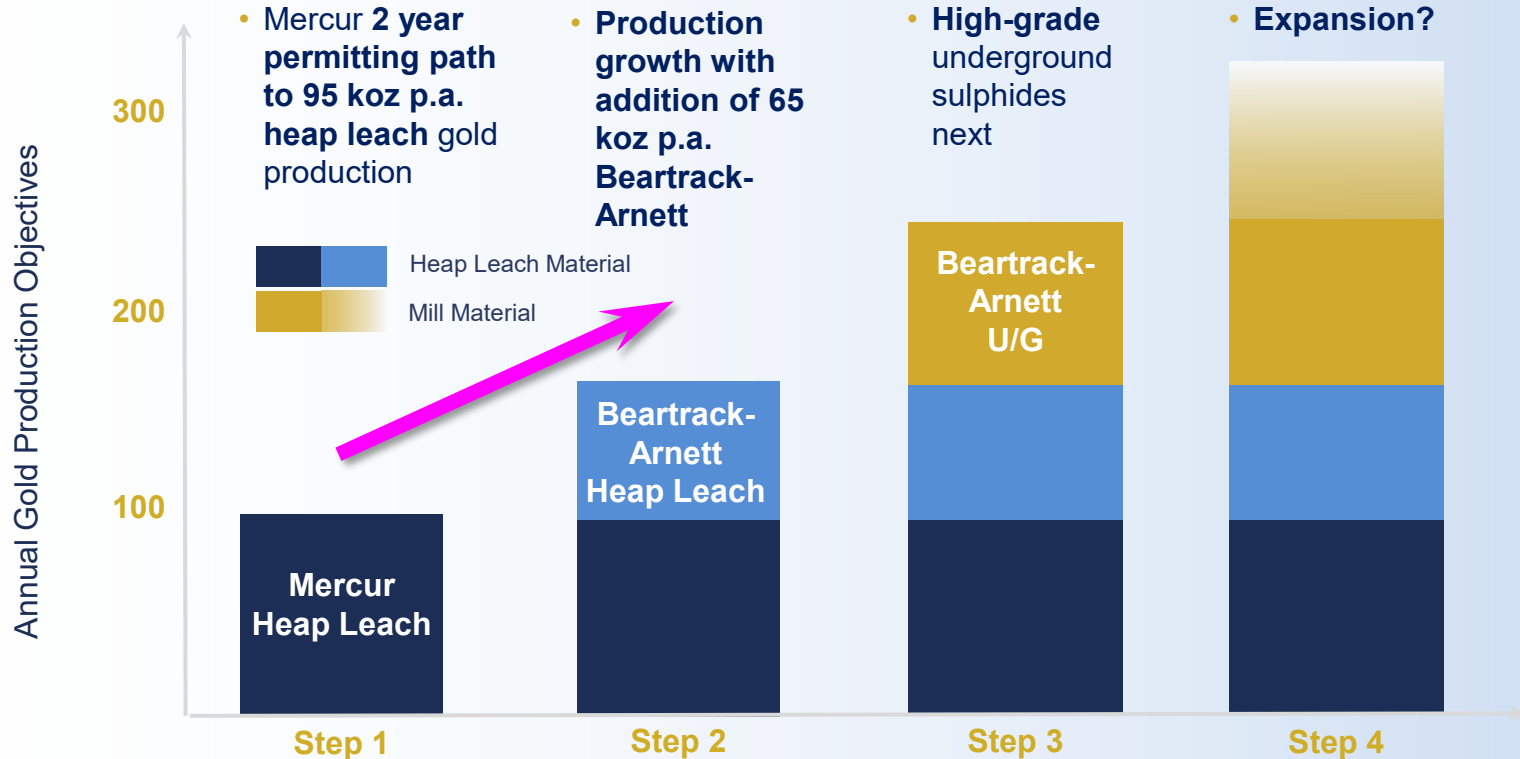 • Mercur 2 year
permitting path
to 95 koz p.a.
heap leach gold
production
• Production
growth with
addition of 65
koz p.a.
Beartrack-
Arnett
• High-grade
underground
sulphides
next
• Expansion?
Annual Gold Production Objectives
300
200
100
Heap Leach Material
Mill Material
Mercur
Heap Leach
Beartrack-
Arnett
Heap Leach
Beartrack-
Arnett
U/G
Step 1
Step 2
Step 3
Step 4